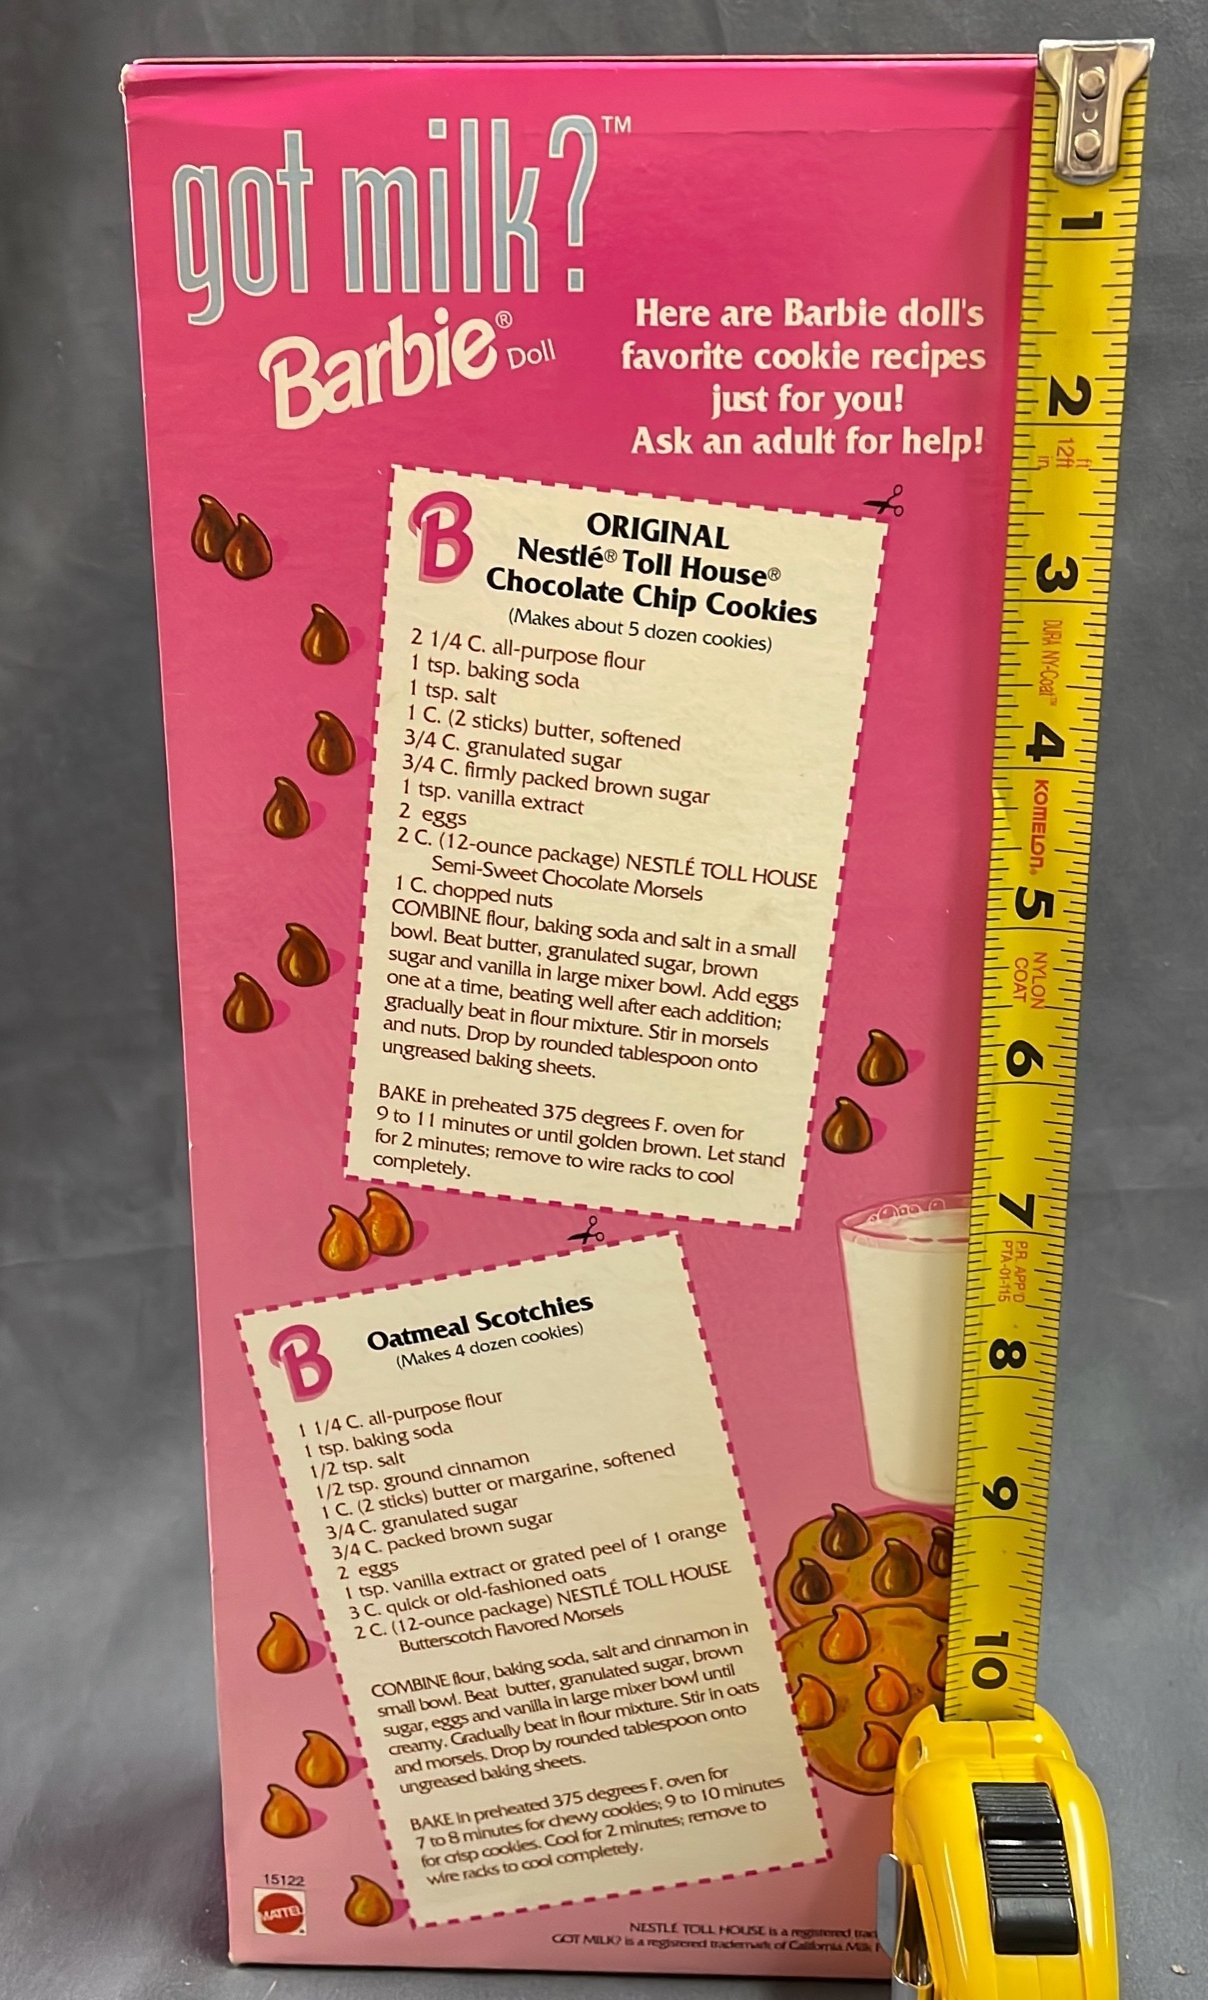 got milk?™
Barbie® Doll
Here are Barbie doll's
favorite cookie recipes
just for you!
Ask an adult for help!
B
ORIGINAL
Nestlé® Toll House®
Chocolate Chip Cookies
(Makes about 5 dozen cookies)
2 1/4 C. all-purpose flour
1 tsp. baking soda
1 tsp. salt
1 C. (2 sticks) butter, softened
3/4 C. granulated sugar
3/4 C. firmly packed brown sugar
1 tsp. vanilla extract
2 eggs
2 C. (12-ounce package) NESTLÉ TOLL HOUSE
Semi-Sweet Chocolate Morsels
1 C. chopped nuts
COMBINE flour, baking soda and salt in a small
bowl. Beat butter, granulated sugar, brown
sugar and vanilla in large mixer bowl. Add eggs
one at a time, beating well after each addition;
gradually beat in flour mixture. Stir in morsels
and nuts. Drop by rounded tablespoon onto
ungreased baking sheets.
BAKE in preheated 375 degrees F. oven for
9 to 11 minutes or until golden brown. Let stand
for 2 minutes; remove to wire racks to cool
completely.
B
Oatmeal Scotchies
(Makes 4 dozen cookies)
1 1/4 C. all-purpose flour
1 tsp. baking soda
1/2 tsp. salt
1/2 tsp. ground cinnamon
1 C. (2 sticks) butter or margarine, softened
3/4 C. granulated sugar
3/4 C. packed brown sugar
2 eggs
1 tsp. vanilla extract or grated peel of 1 orange
3 C. quick or old-fashioned oats
2 C. (12-ounce package) NESTLÉ TOLL HOUSE
Butterscotch Flavored Morsels
COMBINE flour, baking soda, salt and cinnamon in
small bowl. Beat butter, granulated sugar, brown
sugar, eggs and vanilla in large mixer bowl until
creamy. Gradually beat in flour mixture. Stir in oats
and morsels. Drop by rounded tablespoon onto
ungreased baking sheets.
BAKE in preheated 375 degrees F. oven for
7 to 8 minutes for chewy cookies; 9 to 10 minutes
for crisp cookies. Cool for 2 minutes; remove to
wire racks to cool completely.
15122
MATTEL
NESTLÉ TOLL HOUSE is a registered
GOT MILK? is a registered trademark of California Milk
1
2
12ft
in
ft
3
DURA NY-Coat™
4
KOMELON®
5
NYLON
COAT
6
7
P.R. APP'D
PTA-01-115
8
9
10